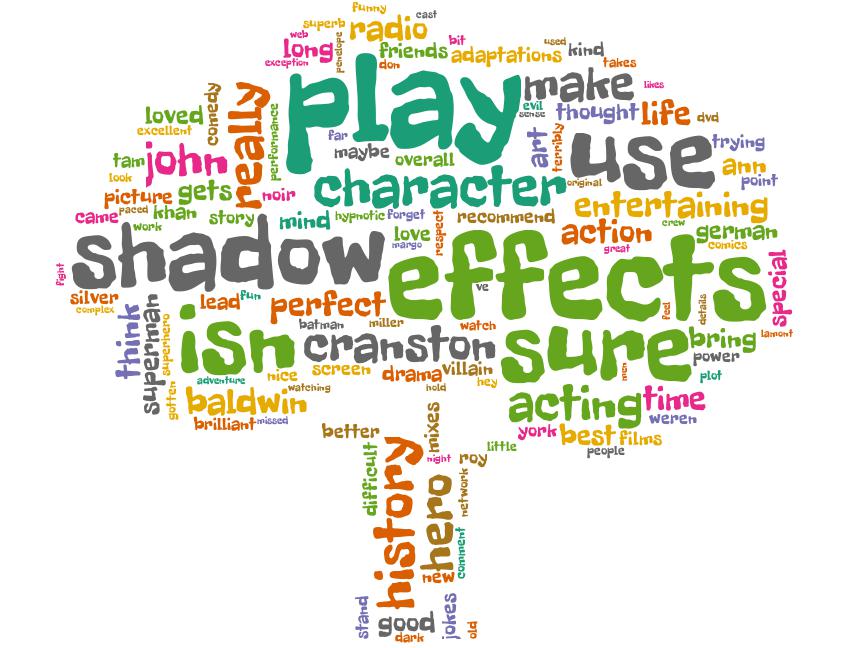 funny
cast
superb
radio
web
long
penelope
friends
bit
adaptations
used
kind
exception
don
takes
play
make
likes
loved
comedy
really
performance
evil
sense
thought
life
dvd
excellent
far
maybe
overall
art
terribly
use
trying
tam
john
look
ann
point
picture
gets
noir
character
original
entertaining
came
paced
khan
work
story
mind
hypnotic
forget
respect
recommend
crew
love
margo
action
great
german
comics
shadow
effects
special
fight
ve
silver
complex
lead
fun
perfect
feel
details
think
superman
superhero
isn
batman
miller
watch
cranston
sure
bring
lamont
power
adventure
nice
screen
drama
villain
hey
men
plot
gotten
watching
hold
baldwin
acting
time
brilliant
missed
weren
better
mixes
york
best
films
people
little
difficult
history
night
roy
hero
network
comment
new
stand
good
dark
jokes
old